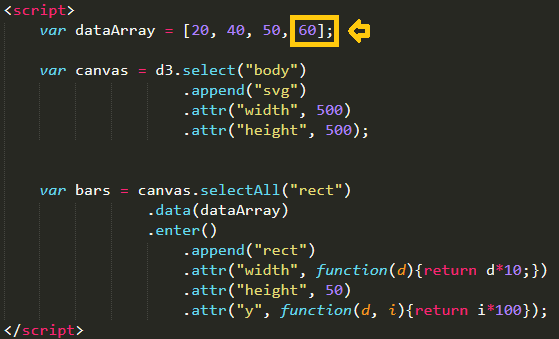 <script>
var dataArray = [20, 40, 50, 60];
var canvas = d3.select("body")
.append("svg")
.attr("width", 500)
.attr("height", 500);
var bars = canvas.selectAll("rect")
.data(dataArray)
.enter()
.append("rect")
.attr("width", function(d){return d*10;})
.attr("height", 50)
.attr("y", function(d, i){return i*100});
</script>